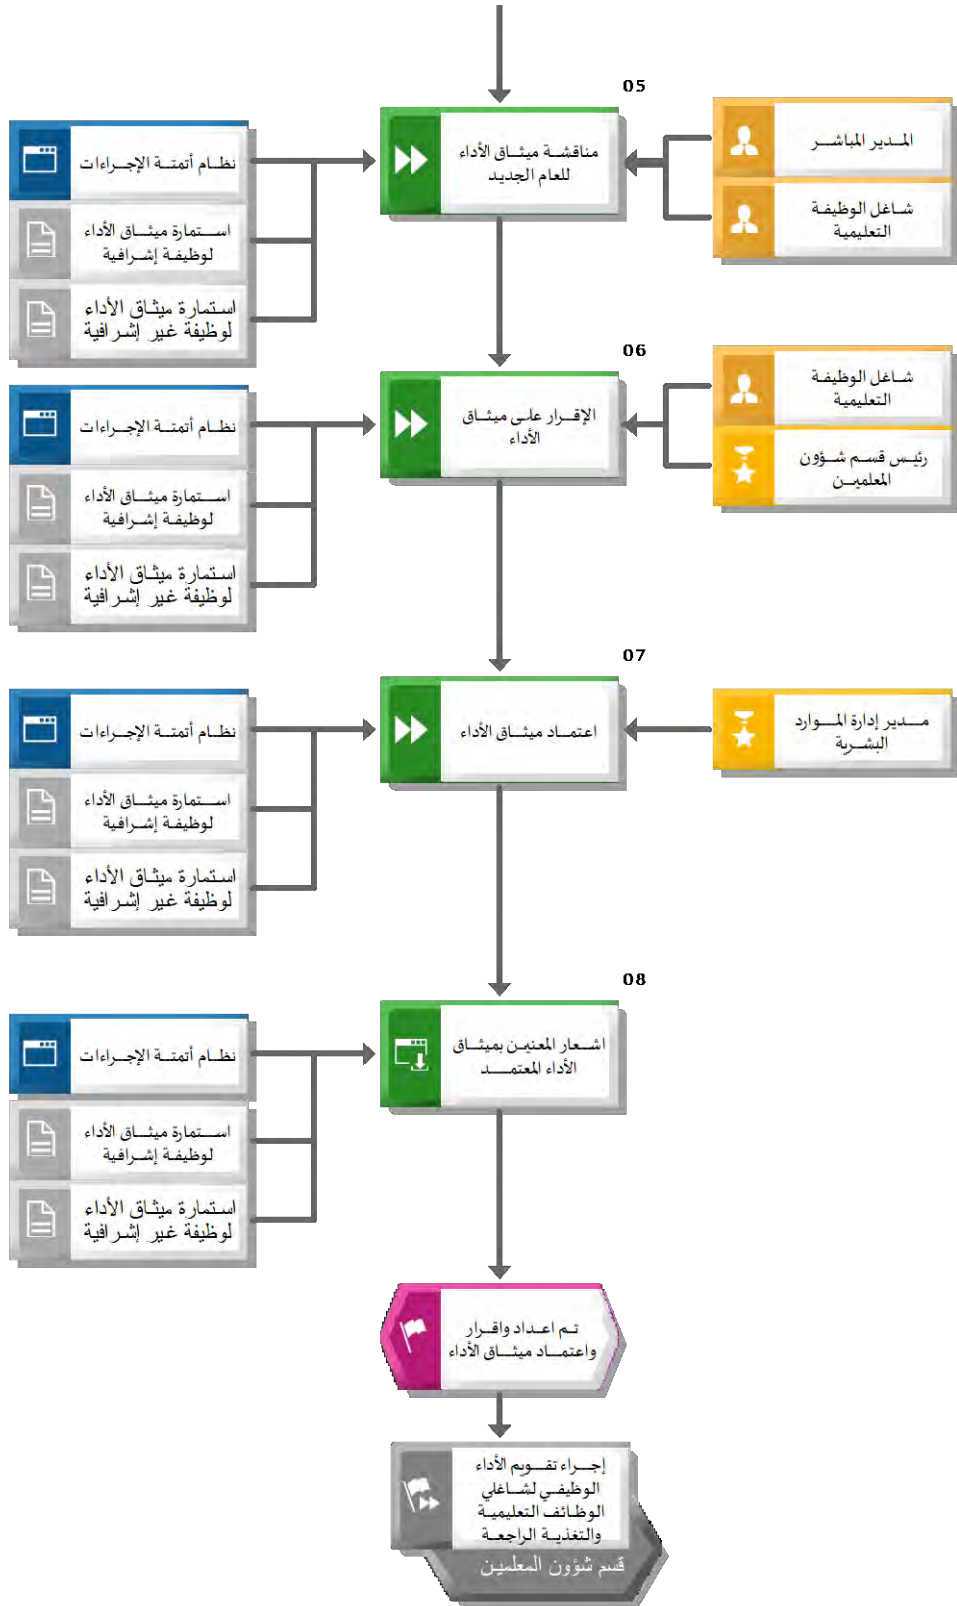 05
المدير المباشر
شاغل الوظيفة
التعليمية
مناقشة ميثاق الأداء
للعام الجديد
نظام أتمتة الإجراءات
استمارة ميثاق الأداء
لوظيفة إشرافية
استمارة ميثاق الأداء
لوظيفة غير إشرافية
06
شاغل الوظيفة
التعليمية
رئيس قسم شؤون
المعلمين
الإقرار على ميثاق
الأداء
نظام أتمتة الإجراءات
استمارة ميثاق الأداء
لوظيفة إشرافية
استمارة ميثاق الأداء
لوظيفة غير إشرافية
07
مدير إدارة الموارد
البشرية
اعتماد ميثاق الأداء
نظام أتمتة الإجراءات
استمارة ميثاق الأداء
لوظيفة إشرافية
استمارة ميثاق الأداء
لوظيفة غير إشرافية
08
اشعار المعنين بميثاق
الأداء المعتمد
نظام أتمتة الإجراءات
استمارة ميثاق الأداء
لوظيفة إشرافية
استمارة ميثاق الأداء
لوظيفة غير إشرافية
تم اعداد واقرار
واعتماد ميثاق الأداء
إجراء تقويم الأداء
الوظيفي لشاغلي
الوظائف التعليمية
والتغذية الراجعة
قسم شؤون المعلمين